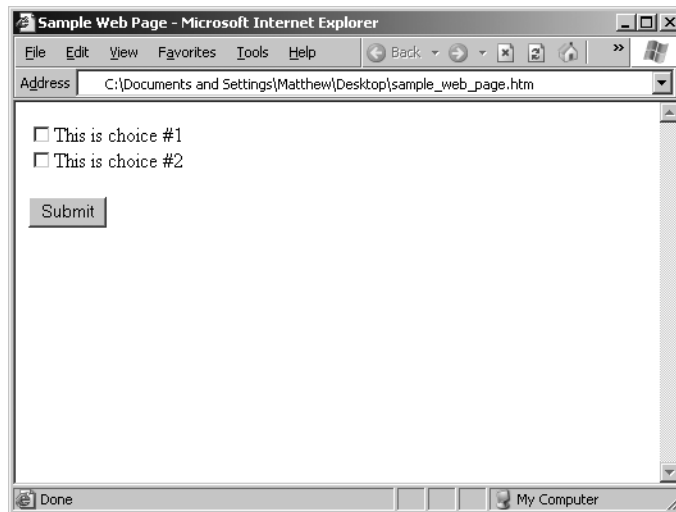 Sample Web Page - Microsoft Internet Explorer
File Edit View Favorites Tools Help Back »
Address C:\Documents and Settings\Matthew\Desktop\sample_web_page.htm
This is choice #1
This is choice #2
Submit
Done My Computer